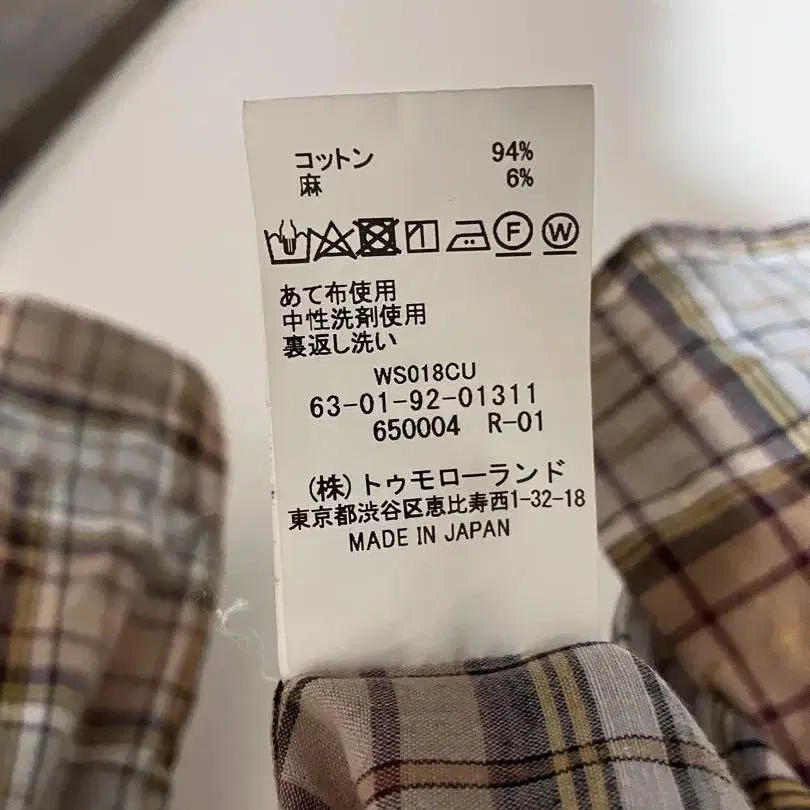 コットン 94%
麻 6%
F W
あて布使用
中性洗剤使用
裏返し洗い
WS018CU
63-01-92-01311
650004 R-01
(株)トゥモローランド
東京都渋谷区恵比寿西1-32-18
MADE IN JAPAN